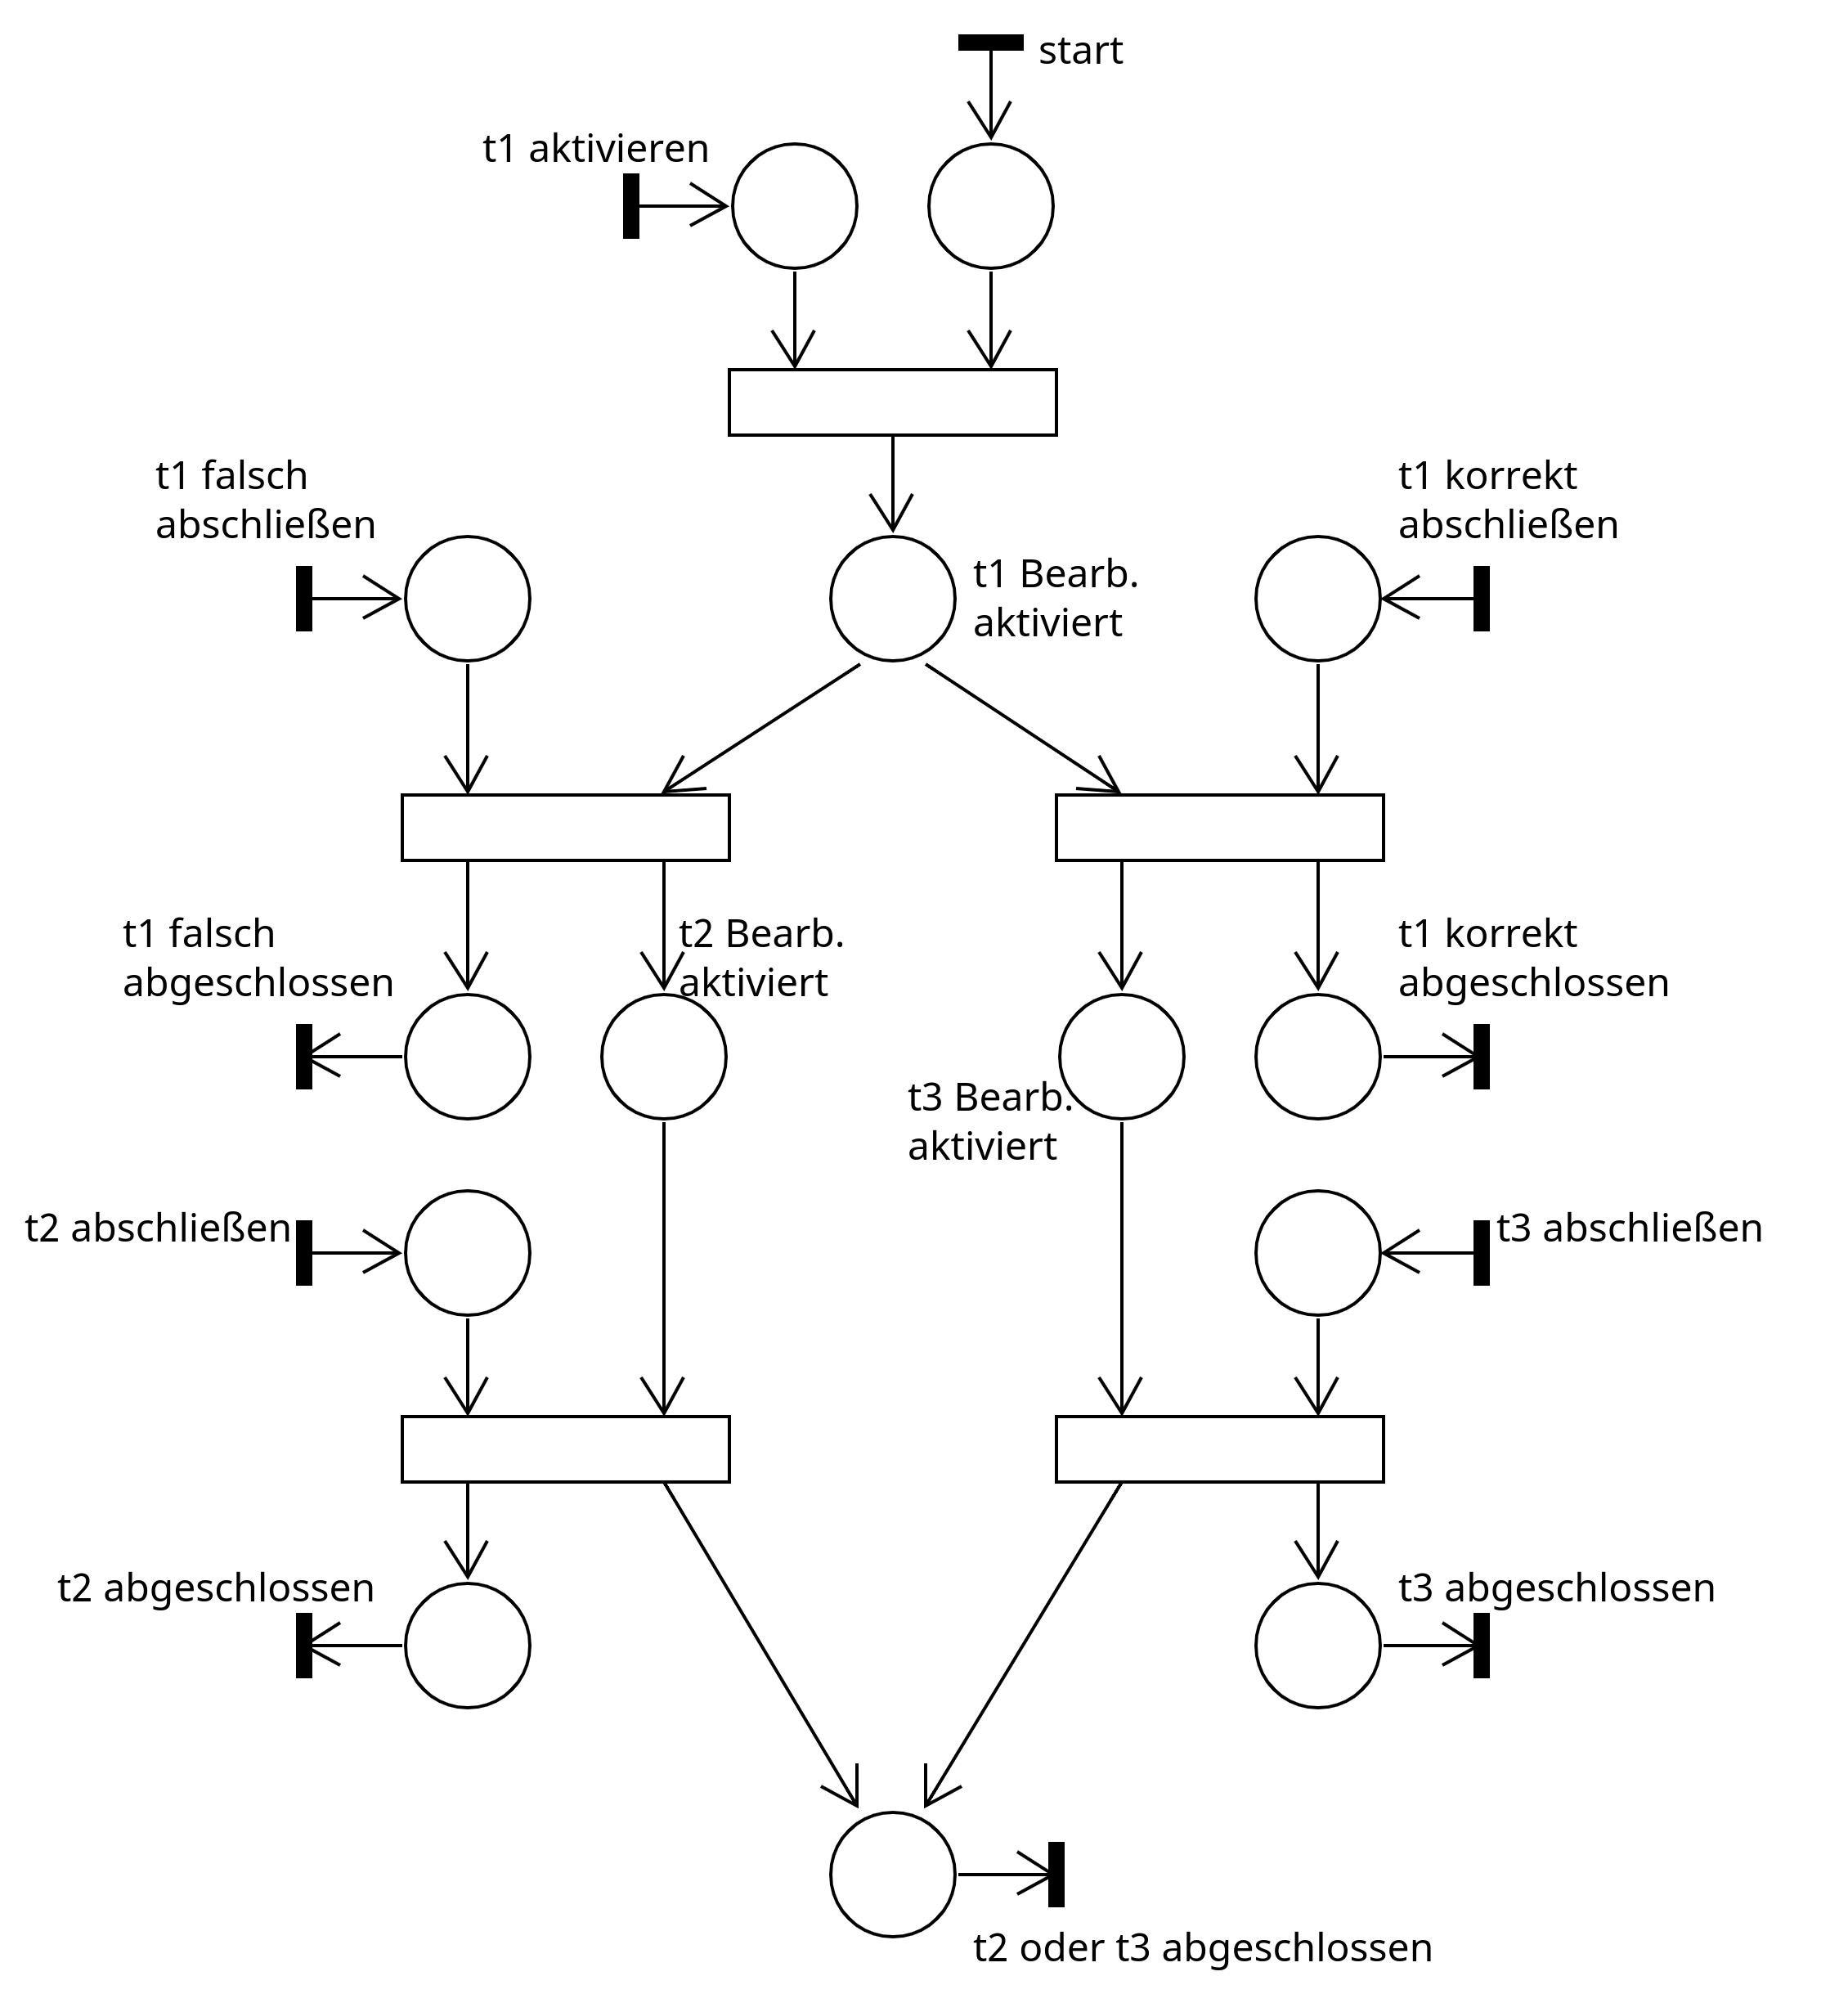 start
t1 aktivieren
t1 falsch
abschließen
t1 Bearb.
aktiviert
t1 korrekt
abschließen
t1 falsch
abgeschlossen
t2 Bearb.
aktiviert
t1 korrekt
abgeschlossen
t3 Bearb.
aktiviert
t2 abschließen
t3 abschließen
t2 abgeschlossen
t3 abgeschlossen
t2 oder t3 abgeschlossen